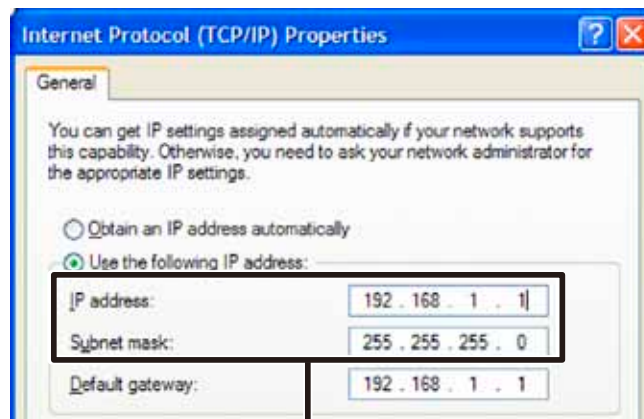 Internet Protocol (TCP/IP) Properties
General
You can get IP settings assigned automatically if your network supports
this capability. Otherwise, you need to ask your network administrator for
the appropriate IP settings.
Obtain an IP address automatically
Use the following IP address:
IP address: 192 . 168 . 1 . 1
Subnet mask: 255 . 255 . 255 . 0
Default gateway: 192 . 168 . 1 . 1